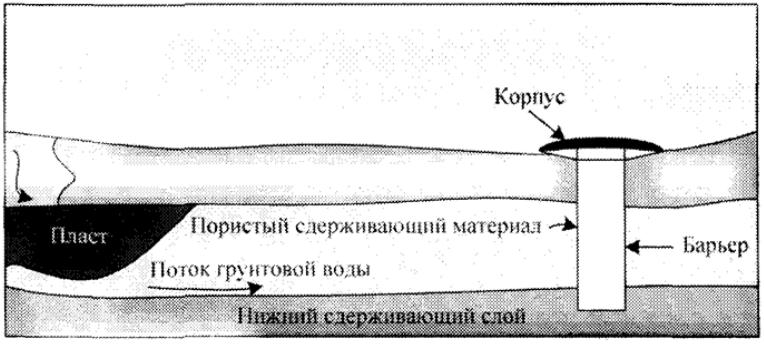 Корпус
Пласт
Пористый сдерживающий материал
Барьер
Поток грунтовой воды
Нижний сдерживающий слой